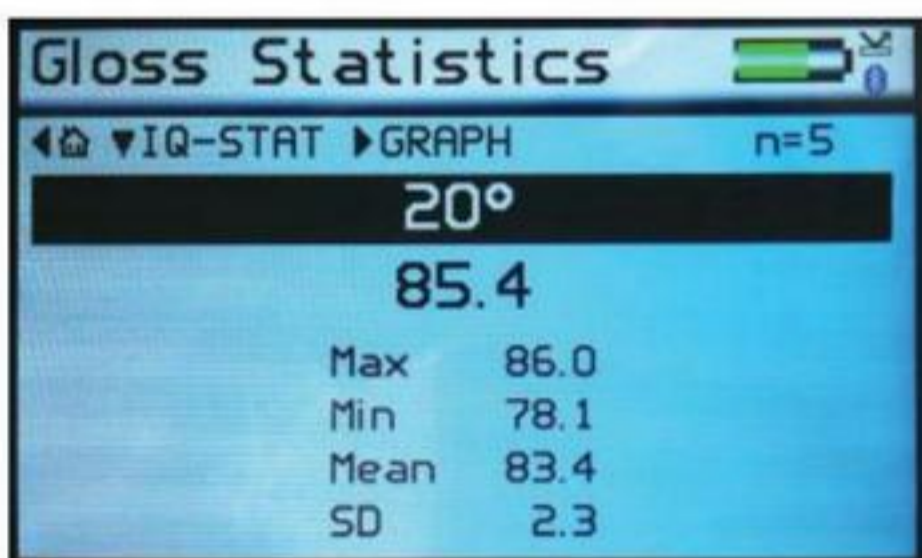 Gloss Statistics
IQ-STAT GRAPH n=5
20°
85.4
Max 86.0
Min 78.1
Mean 83.4
SD 2.3